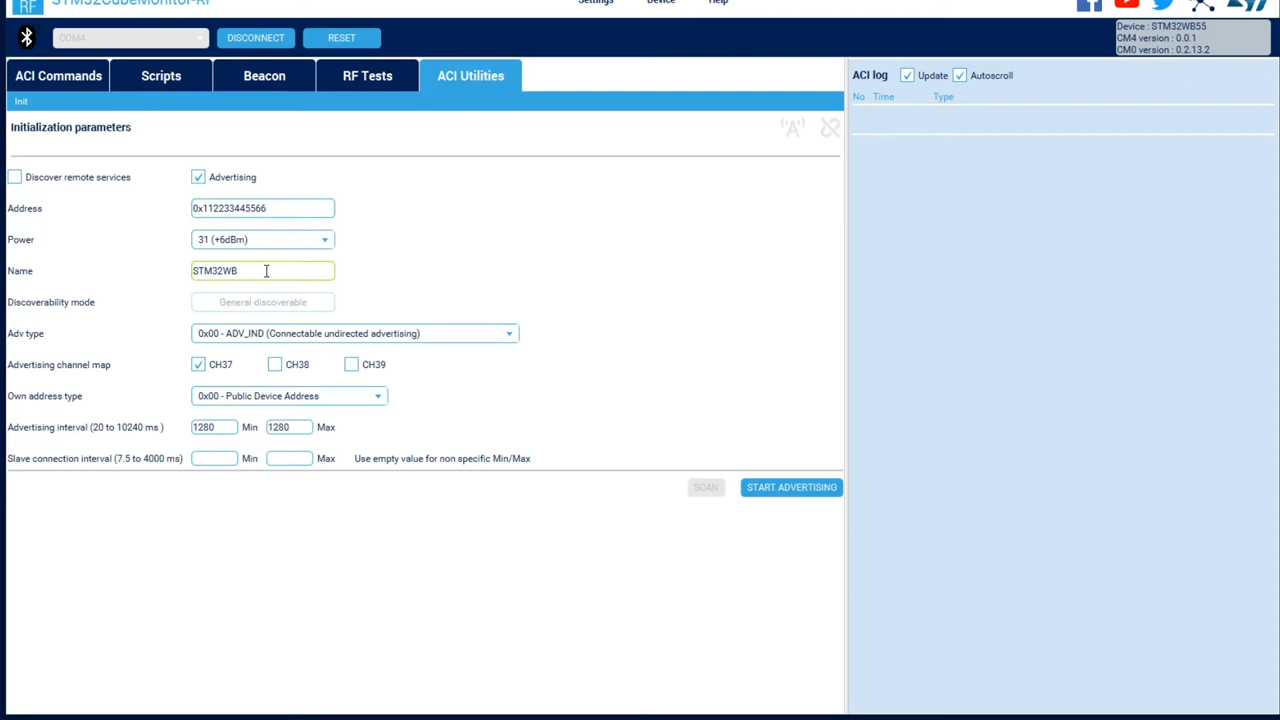 STM32CubeMonitor-RF
Settings Device Help
RF
COM4 DISCONNECT RESET
Device : STM32WB55
CM4 version : 0.0.1
CM0 version : 0.2.13.2
ACI Commands Scripts Beacon RF Tests ACI Utilities
ACI log Update Autoscroll
No Time Type
Init
Initialization parameters
Discover remote services Advertising
Address 0x112233445566
Power 31 (+6dBm)
Name STM32WB
Discoverability mode General discoverable
Adv type 0x00 - ADV_IND (Connectable undirected advertising)
Advertising channel map CH37 CH38 CH39
Own address type 0x00 - Public Device Address
Advertising interval (20 to 10240 ms ) 1280 Min 1280 Max
Slave connection interval (7.5 to 4000 ms) Min Max Use empty value for non specific Min/Max
SCAN START ADVERTISING